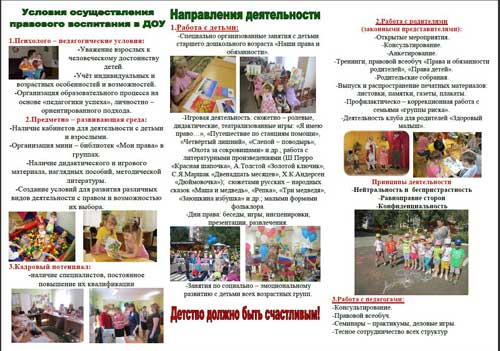 Условия осуществления
правового воспитания в ДОУ
1.Психолого – педагогические условия:
-Уважение взрослых к
человеческому достоинству
детей.
-Учёт индивидуальных и
возрастных особенностей и возможностей.
-Организация образовательного процесса на
основе «педагогики успеха», личностно –
ориентированного подхода.
2.Предметно – развивающая среда:
-Наличие кабинетов для деятельности с детьми
и взрослыми.
-Организация мини – библиотек «Мои права» в
группах.
-Наличие дидактического и игрового
материала, наглядных пособий, методической
литературы.
-Создание условий для развития различных
видов деятельности с правом и возможностью
их выбора.
3.Кадровый потенциал:
-наличие специалистов, постоянное
повышение их квалификации
Направления деятельности
1.Работа с детьми:
-Специально организованные занятия с детьми
старшего дошкольного возраста «Наши права и
обязанности».
-Игровая деятельность: сюжетно – ролевые,
дидактические, театрализованные игры: «Я имею
право…», «Путешествие по станциям помощи»,
«Четвёртый лишний», «Слепой – поводырь»,
«Охота за сокровищами» и др.; работа с
литературными произведениями (Ш Перро
«Красная шапочка», А.Толстой «Золотой ключик»,
С.Я.Маршак «Двенадцать месяцев», Х.К.Андерсен
«Дюймовочка»); сюжетами русских – народных
сказок «Маша и медведь», «Репка», «Три медведя»,
«Заюшкина избушка» и др.; малыми формами
фольклора.
-Дни права: беседы, игры, инсценировки,
презентации, развлечения.
-Занятия по социально – эмоциональному
развитию с детьми всех возрастных групп.
Детство должно быть счастливым!
2.Работа с родителями
(законными представителями):
-Открытые мероприятия.
-Консультирование.
-Анкетирование.
-Тренинги, правовой всеобуч «Права и обязанности
родителей», «Права детей».
-Родительские собрания.
-Выпуск и распространение печатных материалов:
листовки, памятки, газеты, плакаты.
-Профилактическо – коррекционная работа с
семьями «группы риска».
-Деятельность клуба для родителей «Здоровый
малыш».
Принципы деятельности
-Нейтральность и беспристрастность
-Равноправие сторон
-Конфиденциальность
3.Работа с педагогами:
-Консультирование.
-Правовой всеобуч.
-Семинары – практикумы, деловые игры.
-Тесное сотрудничество всех структур